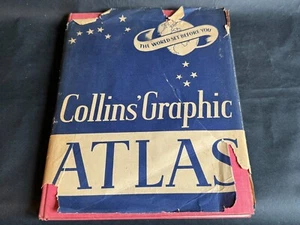 THE WORLD SET BEFORE YOU
Collins' Graphic
ATLAS